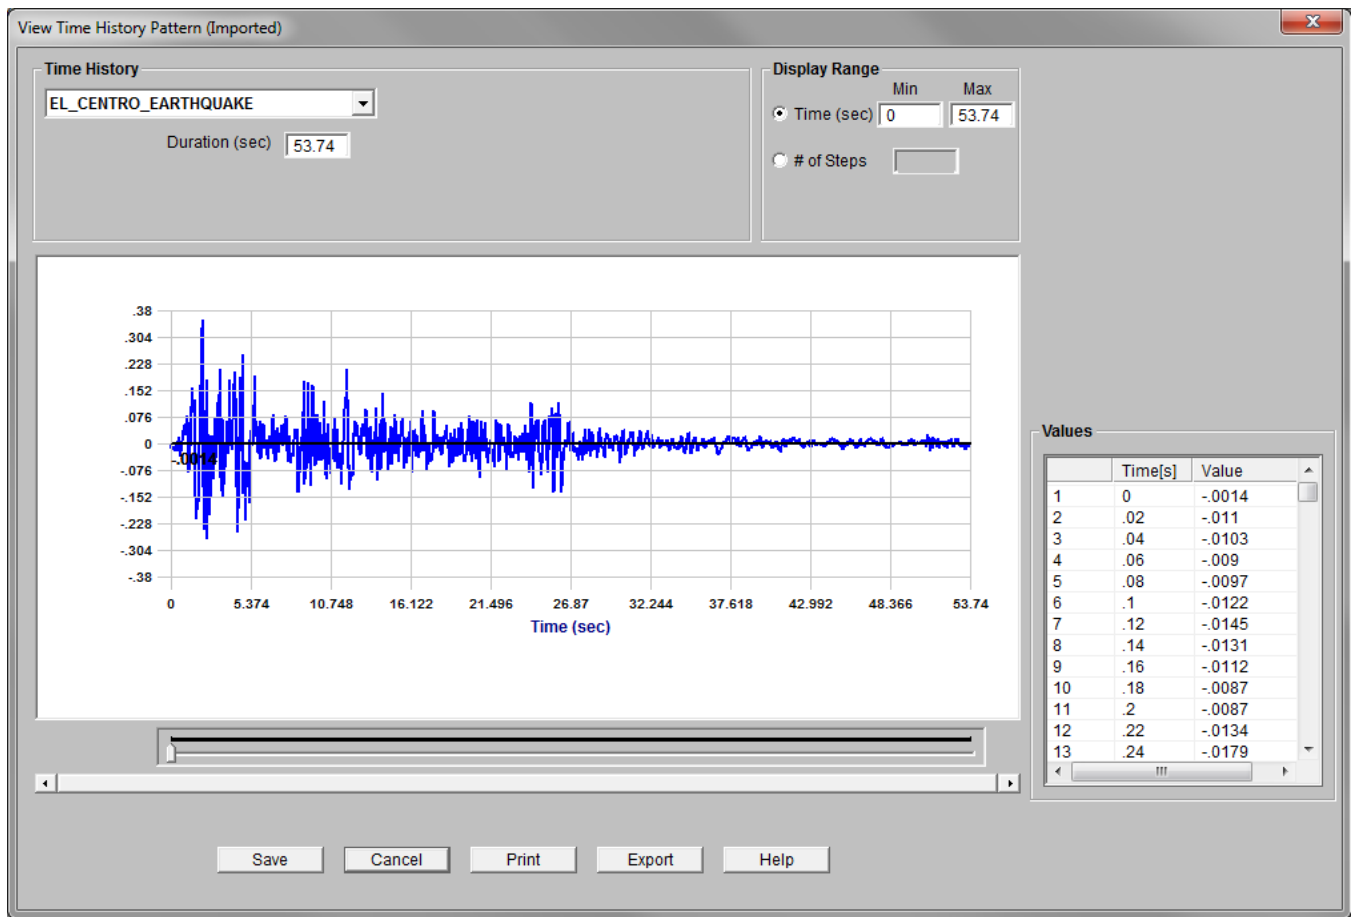 View Time History Pattern (Imported)
Time History
EL_CENTRO_EARTHQUAKE
Duration (sec) 53.74
Display Range
Min Max
Time (sec) 0 53.74
# of Steps
.38
.304
.228
.152
.076
0
-.076
-.152
-.228
-.304
-.38
-.0014
0 5.374 10.748 16.122 21.496 26.87 32.244 37.618 42.992 48.366 53.74
Time (sec)
Values
Time[s] Value
1 0 -.0014
2 .02 -.011
3 .04 -.0103
4 .06 -.009
5 .08 -.0097
6 .1 -.0122
7 .12 -.0145
8 .14 -.0131
9 .16 -.0112
10 .18 -.0087
11 .2 -.0087
12 .22 -.0134
13 .24 -.0179
Save Cancel Print Export Help